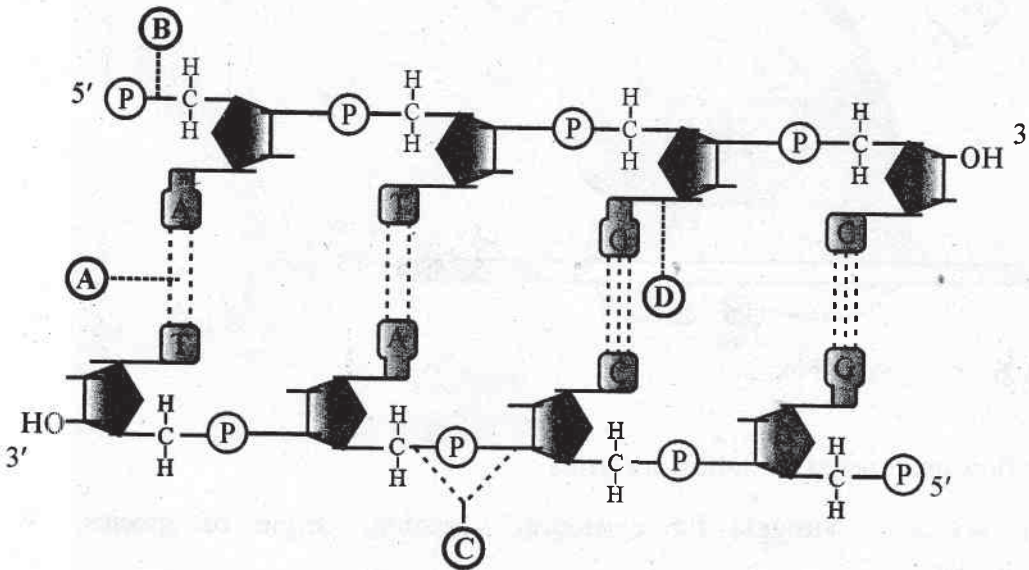 B
H H H H
5′ P C P C P C P C OH 3
H H H H
A T C
A D
T A C G
HO H H H H
3′ C P C P C P C P 5′
H H H H
C